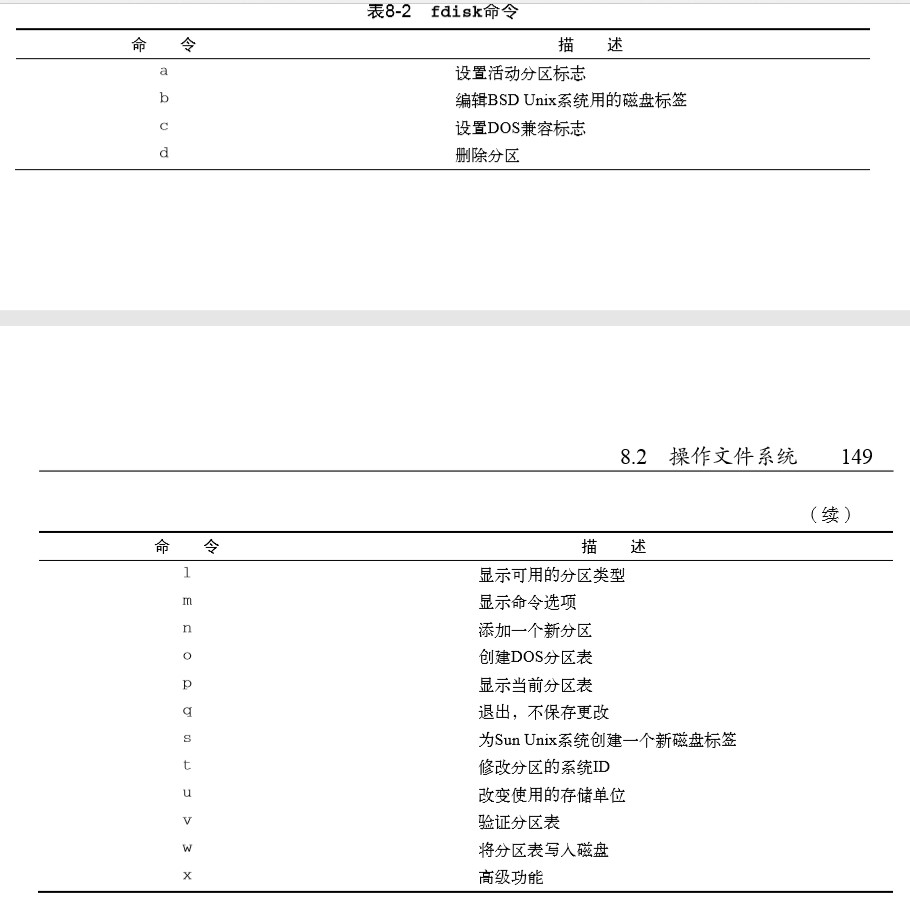 表8-2 fdisk命令
命 令 描 述
a 设置活动分区标志
b 编辑BSD Unix系统用的磁盘标签
c 设置DOS兼容标志
d 删除分区
8.2 操作文件系统 149
（续）
命 令 描 述
l 显示可用的分区类型
m 显示命令选项
n 添加一个新分区
o 创建DOS分区表
p 显示当前分区表
q 退出，不保存更改
s 为Sun Unix系统创建一个新磁盘标签
t 修改分区的系统ID
u 改变使用的存储单位
v 验证分区表
w 将分区表写入磁盘
x 高级功能